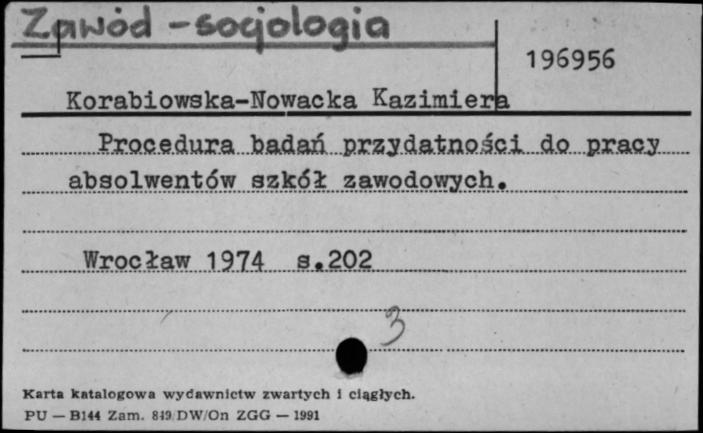 Zawód - socjologia
196956
Korabiowska-Nowacka Kazimiera
Procedura badań przydatności do pracy
absolwentów szkół zawodowych.
Wrocław 1974 s.202
3
Karta katalogowa wydawnictw zwartych i ciągłych.
PU — B144 Zam. 849/DW/On ZGG — 1991